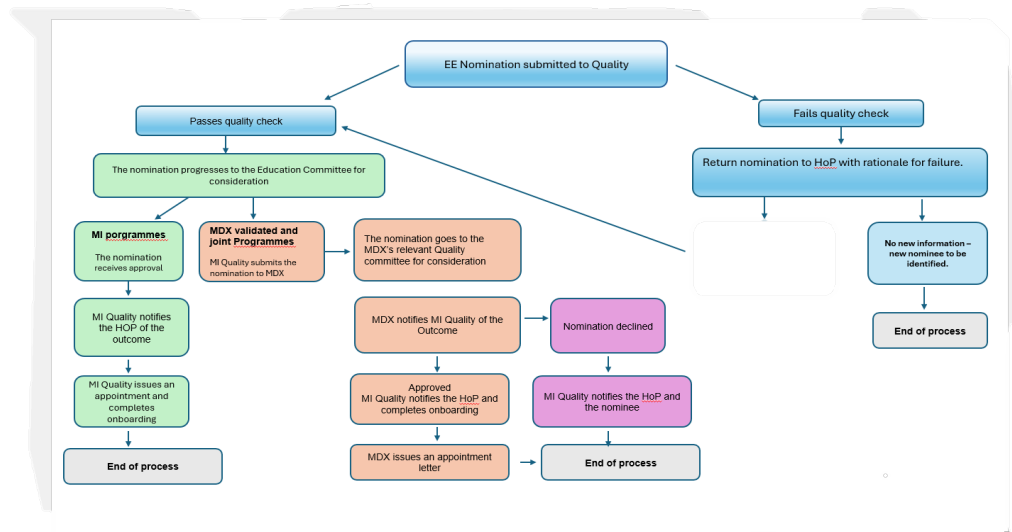 EE Nomination submitted to Quality
Passes quality check
Fails quality check
The nomination progresses to the Education Committee for
consideration
Return nomination to HoP with rationale for failure.
MI porgrammes
The nomination
receives approval
MDX validated and
joint Programmes
MI Quality submits the
nomination to MDX
The nomination goes to the
MDX's relevant Quality
committee for consideration
No new information –
new nominee to be
identified.
MI Quality notifies
the HOP of the
outcome
MDX notifies MI Quality of the
Outcome
Nomination declined
End of process
MI Quality issues an
appointment and
completes
onboarding
Approved
MI Quality notifies the HoP and
completes onboarding
MI Quality notifies the HoP and
the nominee
End of process
MDX issues an appointment
letter
End of process